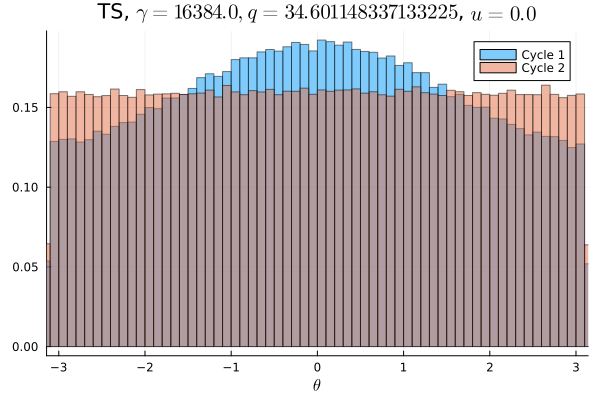 TS, γ = 16384.0, q = 34.601148337133225, u = 0.0
Cycle 1
Cycle 2
0.15
0.10
0.05
0.00
−3 −2 −1 0 1 2 3
θ